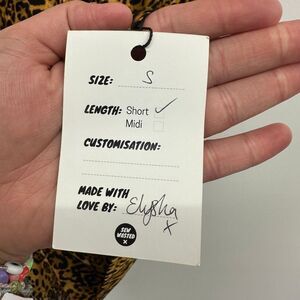 SIZE: S
LENGTH: Short ✓
Midi
CUSTOMISATION:
MADE WITH
LOVE BY: Elysha
x
SEW
WASTED
X